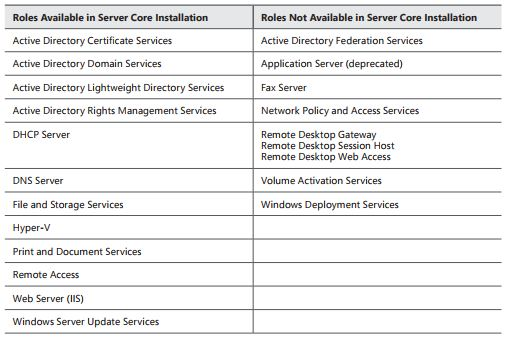 Roles Available in Server Core Installation
Roles Not Available in Server Core Installation
Active Directory Certificate Services
Active Directory Federation Services
Active Directory Domain Services
Application Server (deprecated)
Active Directory Lightweight Directory Services
Fax Server
Active Directory Rights Management Services
Network Policy and Access Services
DHCP Server
Remote Desktop Gateway
Remote Desktop Session Host
Remote Desktop Web Access
DNS Server
Volume Activation Services
File and Storage Services
Windows Deployment Services
Hyper-V
Print and Document Services
Remote Access
Web Server (IIS)
Windows Server Update Services